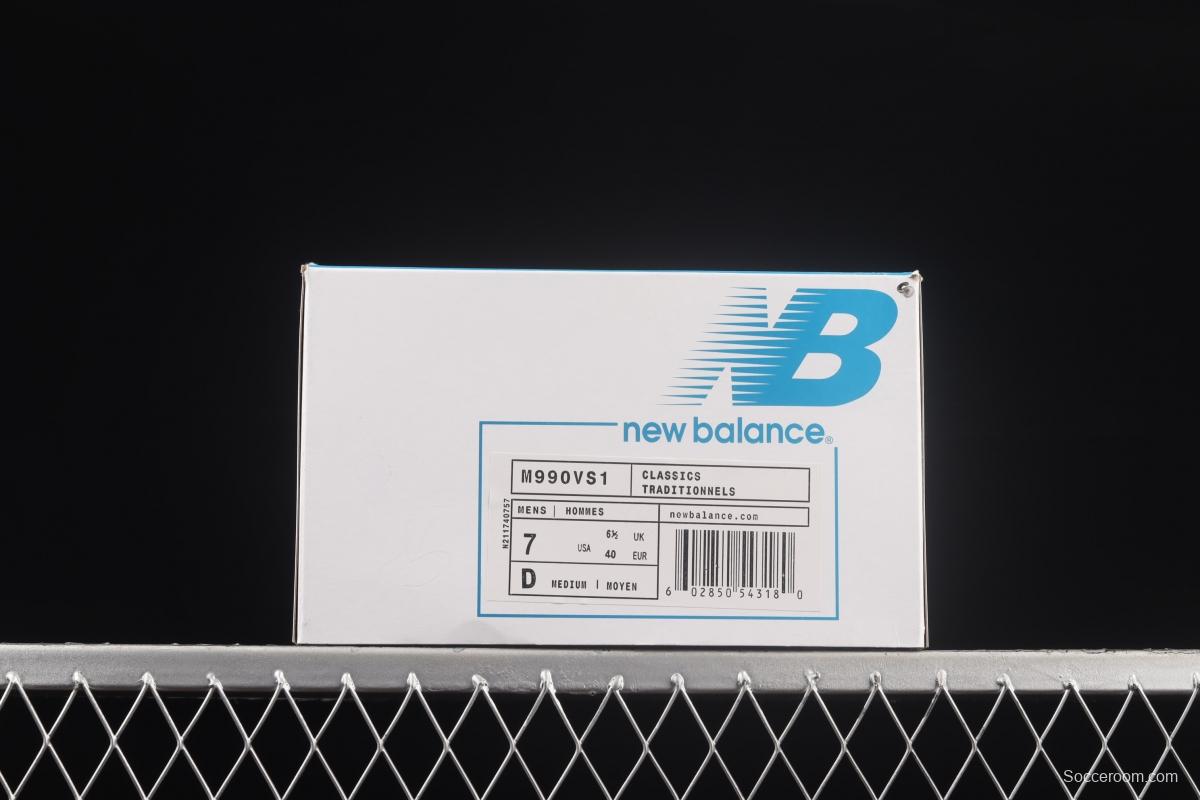 NB
new balance®
M990VS1
CLASSICS
TRADITIONNELS
MENS | HOMMES
newbalance.com
N211740757
7
USA
6½ UK
40 EUR
D MEDIUM | MOYEN
6 02850 54318 0
Socceroom.com